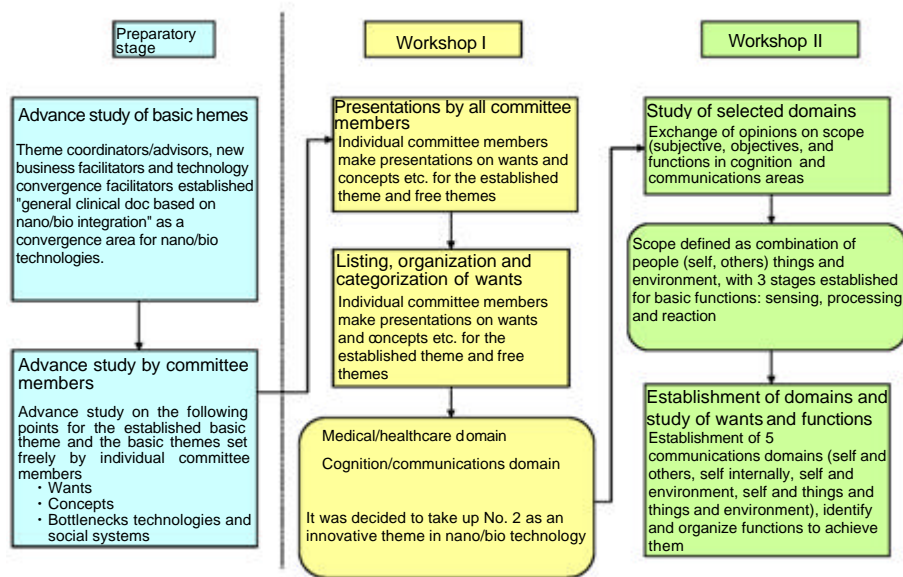 Preparatory
stage
Workshop I
Workshop II
Advance study of basic hemes
Theme coordinators/advisors, new
business facilitators and technology
convergence facilitators established
"general clinical doc based on
nano/bio integration" as a
convergence area for nano/bio
technologies.
Advance study by committee
members
Advance study on the following
points for the established basic
theme and the basic themes set
freely by individual committee
members
・ Wants
・ Concepts
・ Bottlenecks technologies and
social systems
Presentations by all committee
members
Individual committee members
make presentations on wants and
concepts etc. for the established
theme and free themes
Listing, organization and
categorization of wants
Individual committee members
make presentations on wants
and concepts etc. for the
established theme and free
themes
Medical/healthcare domain
Cognition/communications domain
It was decided to take up No. 2 as an
innovative theme in nano/bio technology
Study of selected domains
Exchange of opinions on scope
(subjective, objectives, and
functions in cognition and
communications areas
Scope defined as combination of
people (self, others) things and
environment, with 3 stages established
for basic functions: sensing, processing
and reaction
Establishment of domains and
study of wants and functions
Establishment of 5
communications domains (self and
others, self internally, self and
environment, self and things and
things and environment), identify
and organize functions to achieve
them